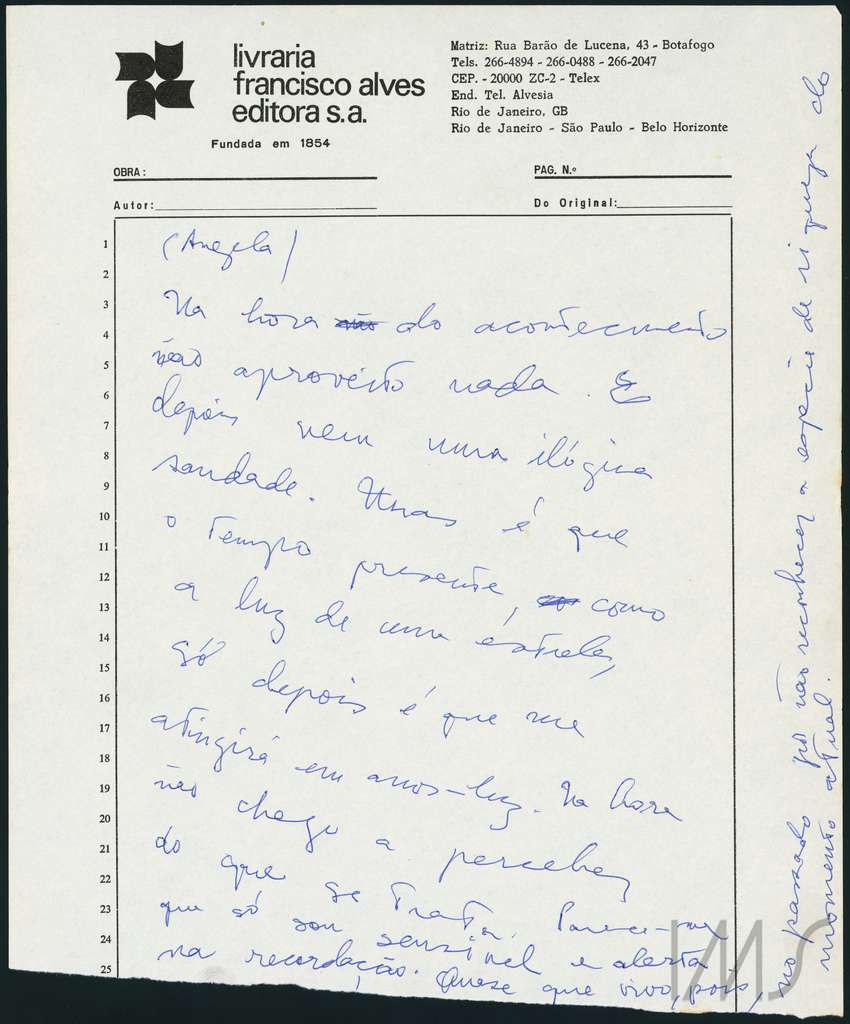 livraria
francisco alves
editora s.a.
Fundada em 1854
Matriz: Rua Barão de Lucena, 43 - Botafogo
Tels. 266-4894 - 266-0488 - 266-2047
CEP. - 20000 ZC-2 - Telex
End. Tel. Alvesia
Rio de Janeiro, GB
Rio de Janeiro - São Paulo - Belo Horizonte
OBRA:
PAG. N.º
Autor:
Do Original:
1
2
3
4
5
6
7
8
9
10
11
12
13
14
15
16
17
18
19
20
21
22
23
24
25
(Angela)
Na hora do acontecimento
não aproveito nada. E
depois vem uma ilógica
saudade. Mas é que
o tempo presente, como
a luz de uma estrela,
só depois é que me
atingirá em anos-luz. Na hora
não chego a perceber
do que se trata. Parece-me
que só sou sensível e alerta
na recordação. Quase que vivo, pois,
no passado por não reconhecer a espécie de riqueza do
momento atual.
IMS